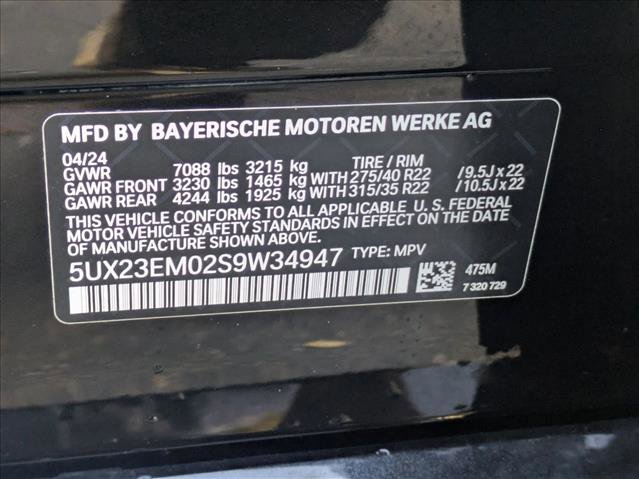 MFD BY BAYERISCHE MOTOREN WERKE AG
04/24 TIRE / RIM
GVWR 7088 lbs 3215 kg
GAWR FRONT 3230 lbs 1465 kg WITH 275/40 R22 /9.5J x 22
GAWR REAR 4244 lbs 1925 kg WITH 315/35 R22 /10.5J x 22
THIS VEHICLE CONFORMS TO ALL APPLICABLE U. S. FEDERAL
MOTOR VEHICLE SAFETY STANDARDS IN EFFECT ON THE DATE
OF MANUFACTURE SHOWN ABOVE.
5UX23EM02S9W34947 TYPE: MPV
475M
7 320 729